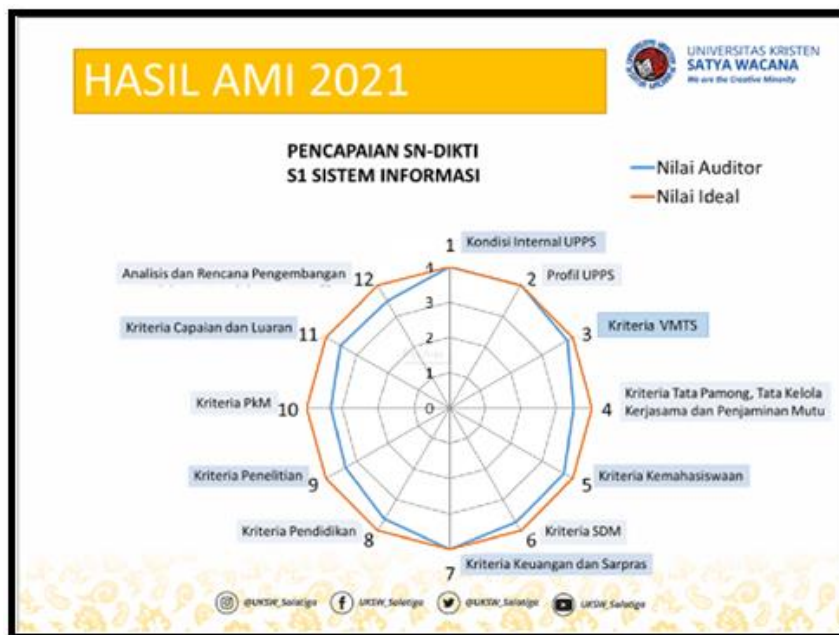 HASIL AMI 2021
UNIVERSITAS KRISTEN
SATYA WACANA
We are the Creative Minority
PENCAPAIAN SN-DIKTI
S1 SISTEM INFORMASI
Nilai Auditor
Nilai Ideal
1
Kondisi Internal UPPS
2
Profil UPPS
3
Kriteria VMTS
4
Kriteria Tata Pamong, Tata Kelola
Kerjasama dan Penjaminan Mutu
5
Kriteria Kemahasiswaan
6
Kriteria SDM
7
Kriteria Keuangan dan Sarpras
8
Kriteria Pendidikan
9
Kriteria Penelitian
10
Kriteria PkM
11
Kriteria Capaian dan Luaran
12
Analisis dan Rencana Pengembangan
4
3
2
1
0
@UKSW_Salatiga
UKSW_Salatiga
@UKSW_Salatiga
UKSW_Salatiga